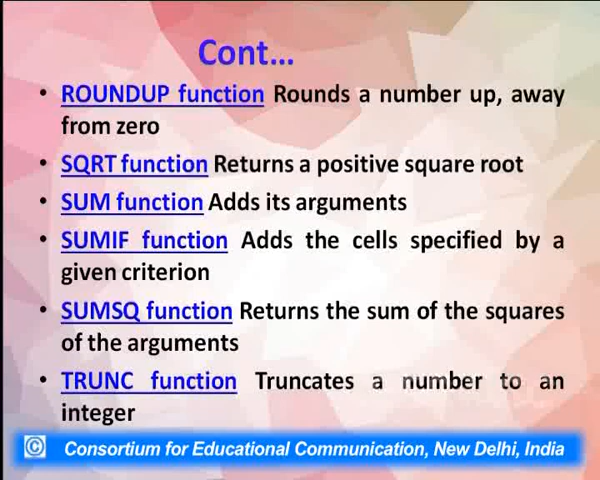 Cont...
• ROUNDUP function Rounds a number up, away
from zero
• SQRT function Returns a positive square root
• SUM function Adds its arguments
• SUMIF function Adds the cells specified by a
given criterion
• SUMSQ function Returns the sum of the squares
of the arguments
• TRUNC function Truncates a number to an
integer
© Consortium for Educational Communication, New Delhi, India